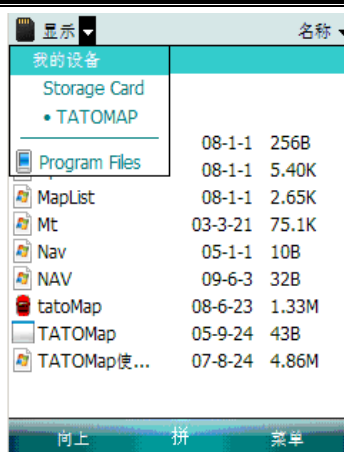 显示 名称
我的设备
Storage Card
• TATOMAP
08-1-1 256B
Program Files 08-1-1 5.40K
MapList 08-1-1 2.65K
Mt 03-3-21 75.1K
Nav 05-1-1 10B
NAV 09-6-3 32B
tatoMap 08-6-23 1.33M
TATOMap 05-9-24 43B
TATOMap使... 07-8-24 4.86M
向上 拼 菜单